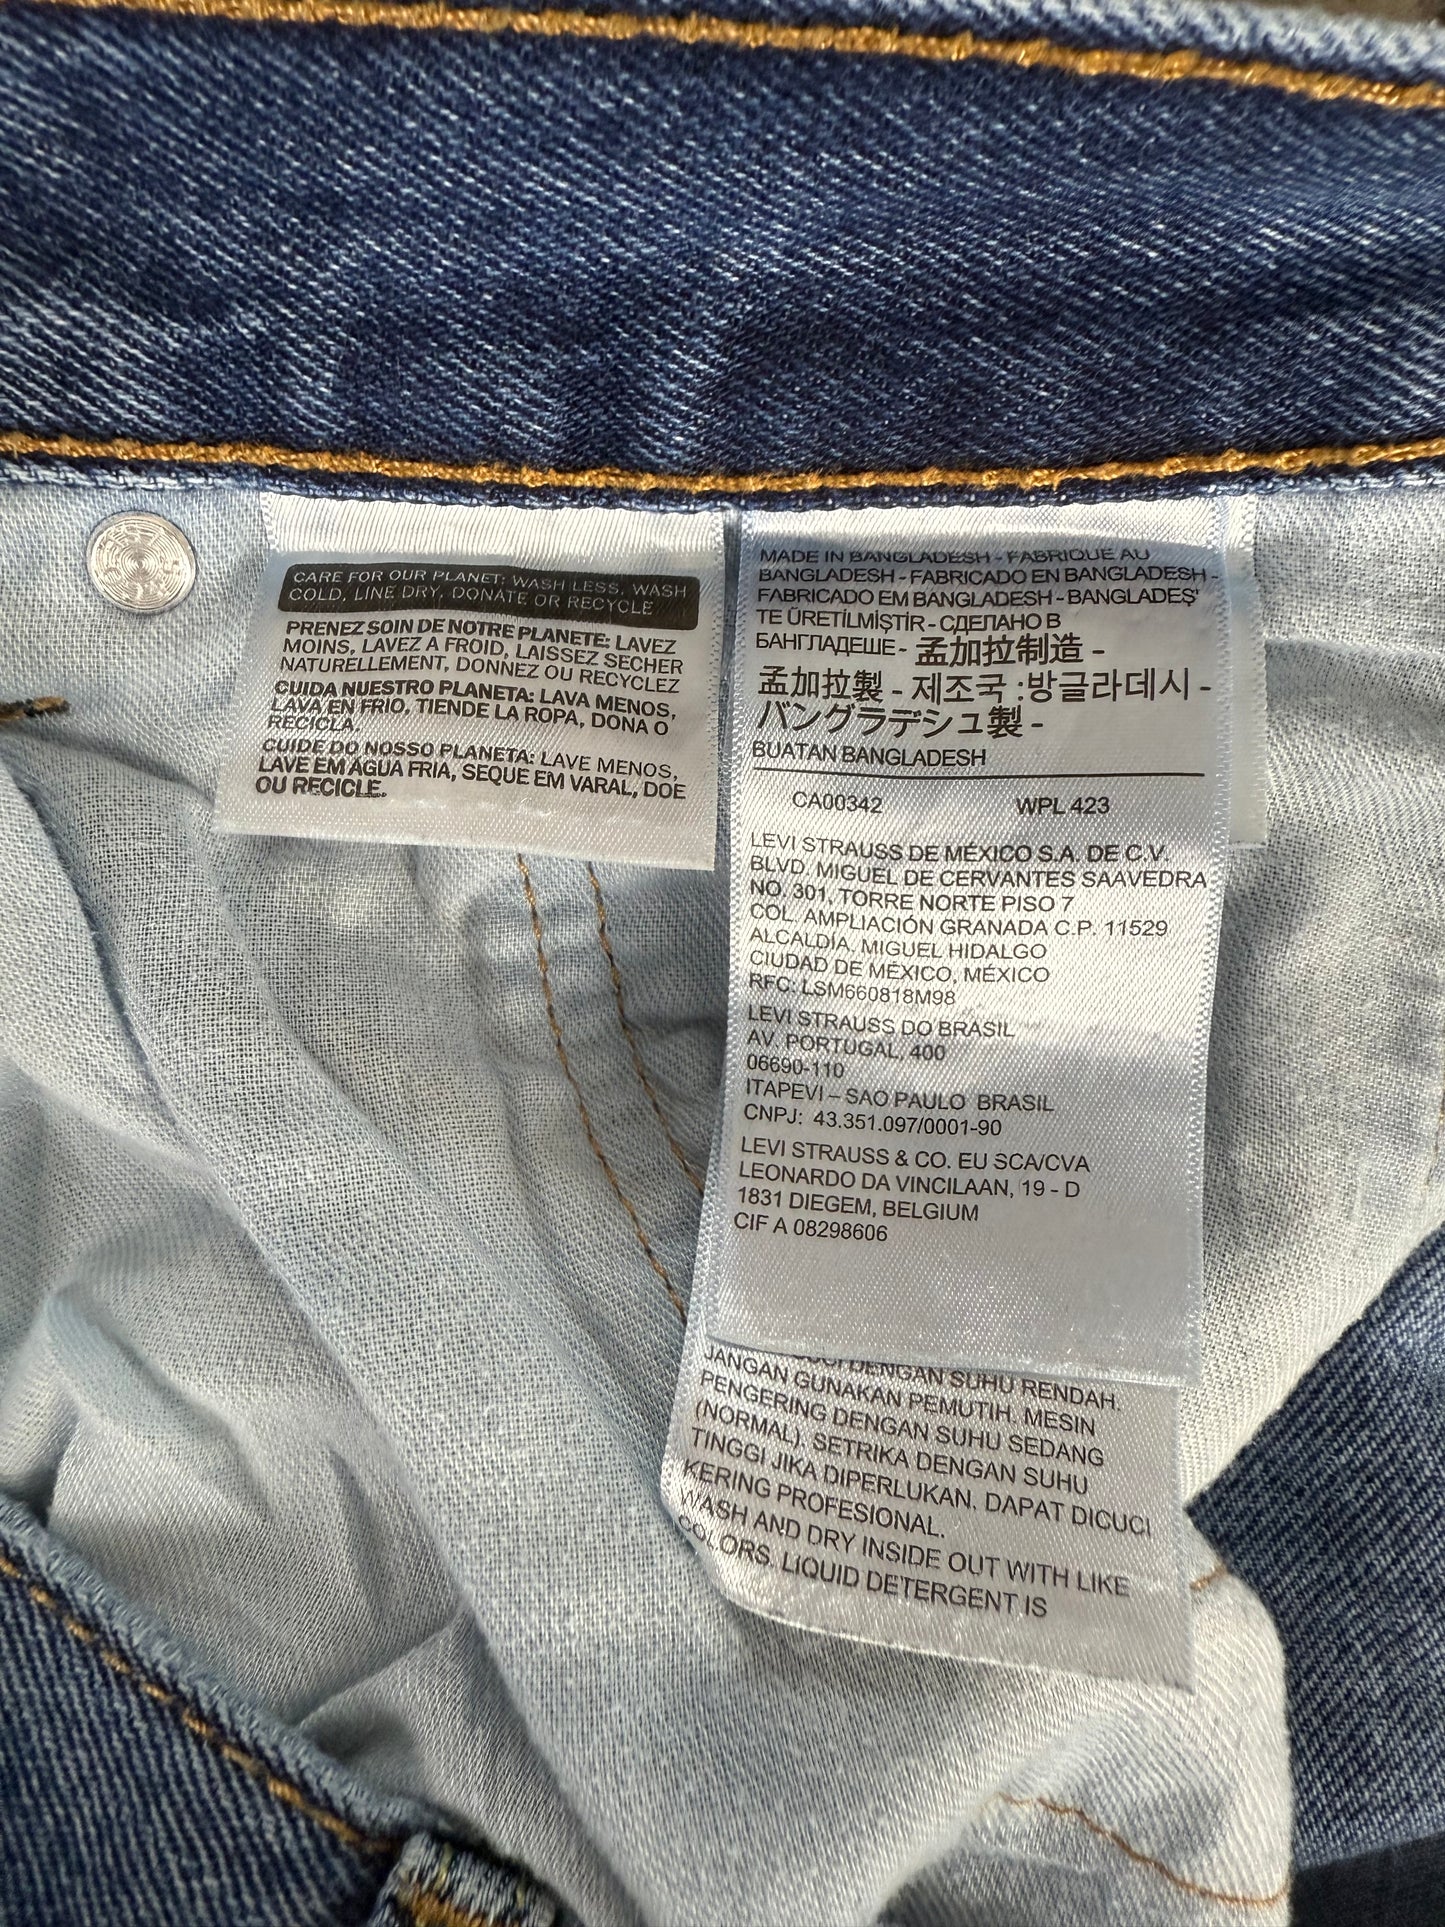 CARE FOR OUR PLANET: WASH LESS, WASH
COLD, LINE DRY, DONATE OR RECYCLE
PRENEZ SOIN DE NOTRE PLANETE: LAVEZ
MOINS, LAVEZ À FROID, LAISSEZ SÉCHER
NATURELLEMENT, DONNEZ OU RECYCLEZ
CUIDA NUESTRO PLANETA: LAVA MENOS,
LAVA EN FRIO, TIENDE LA ROPA, DONA O
RECICLA.
CUIDE DO NOSSO PLANETA: LAVE MENOS,
LAVE EM ÁGUA FRIA, SEQUE EM VARAL, DOE
OU RECICLE.
MADE IN BANGLADESH - FABRIQUE AU
BANGLADESH - FABRICADO EN BANGLADESH -
FABRICADO EM BANGLADESH - BANGLADEŞ'
TE ÜRETİLMİŞTİR - СДЕЛАНО В
БАНГЛАДЕШЕ - 孟加拉制造 -
孟加拉製 - 제조국 :방글라데시 -
バングラデシュ製 -
BUATAN BANGLADESH
CA00342 WPL 423
LEVI STRAUSS DE MÉXICO S.A. DE C.V.
BLVD. MIGUEL DE CERVANTES SAAVEDRA
NO. 301, TORRE NORTE PISO 7
COL. AMPLIACIÓN GRANADA C.P. 11529
ALCALDÍA. MIGUEL HIDALGO
CIUDAD DE MÉXICO, MÉXICO
RFC: LSM660818M98
LEVI STRAUSS DO BRASIL
AV. PORTUGAL, 400
06690-110
ITAPEVI – SAO PAULO BRASIL
CNPJ: 43.351.097/0001-90
LEVI STRAUSS & CO. EU SCA/CVA
LEONARDO DA VINCILAAN, 19 - D
1831 DIEGEM, BELGIUM
CIF A 08298606
DENGAN SUHU RENDAH.
JANGAN GUNAKAN PEMUTIH. MESIN
PENGERING DENGAN SUHU SEDANG
(NORMAL). SETRIKA DENGAN SUHU
TINGGI JIKA DIPERLUKAN. DAPAT DICUCI
KERING PROFESIONAL.
WASH AND DRY INSIDE OUT WITH LIKE
COLORS. LIQUID DETERGENT IS